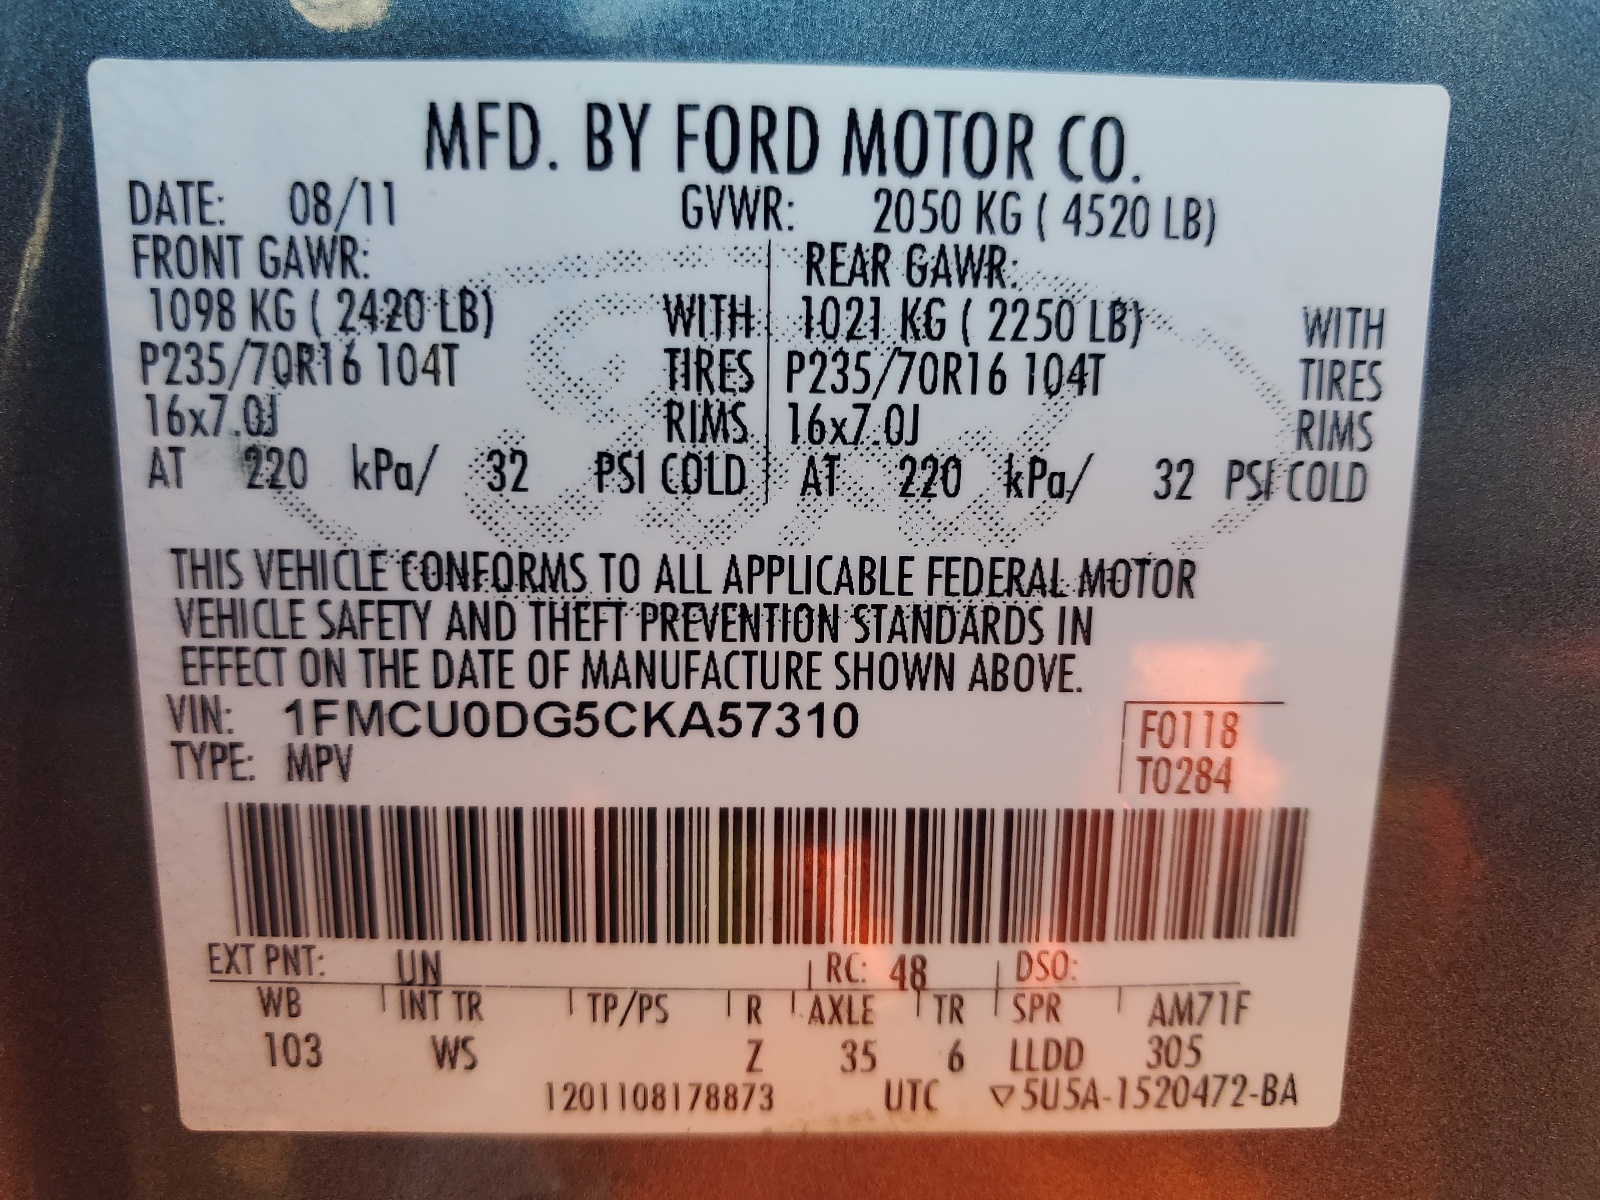 MFD. BY FORD MOTOR CO.
DATE: 08/11 GVWR: 2050 KG ( 4520 LB)
FRONT GAWR: REAR GAWR:
1098 KG ( 2420 LB) WITH 1021 KG ( 2250 LB) WITH
P235/70R16 104T TIRES P235/70R16 104T TIRES
16x7.0J RIMS 16x7.0J RIMS
AT 220 kPa/ 32 PSI COLD AT 220 kPa/ 32 PSI COLD
THIS VEHICLE CONFORMS TO ALL APPLICABLE FEDERAL MOTOR
VEHICLE SAFETY AND THEFT PREVENTION STANDARDS IN
EFFECT ON THE DATE OF MANUFACTURE SHOWN ABOVE.
VIN: 1FMCU0DG5CKA57310 F0118
TYPE: MPV T0284
EXT PNT: UN RC: 48 DSO:
WB INT TR TP/PS R AXLE TR SPR AM71F
103 WS Z 35 6 LLDD 305
1201108178873 UTC ▽5U5A-1520472-BA